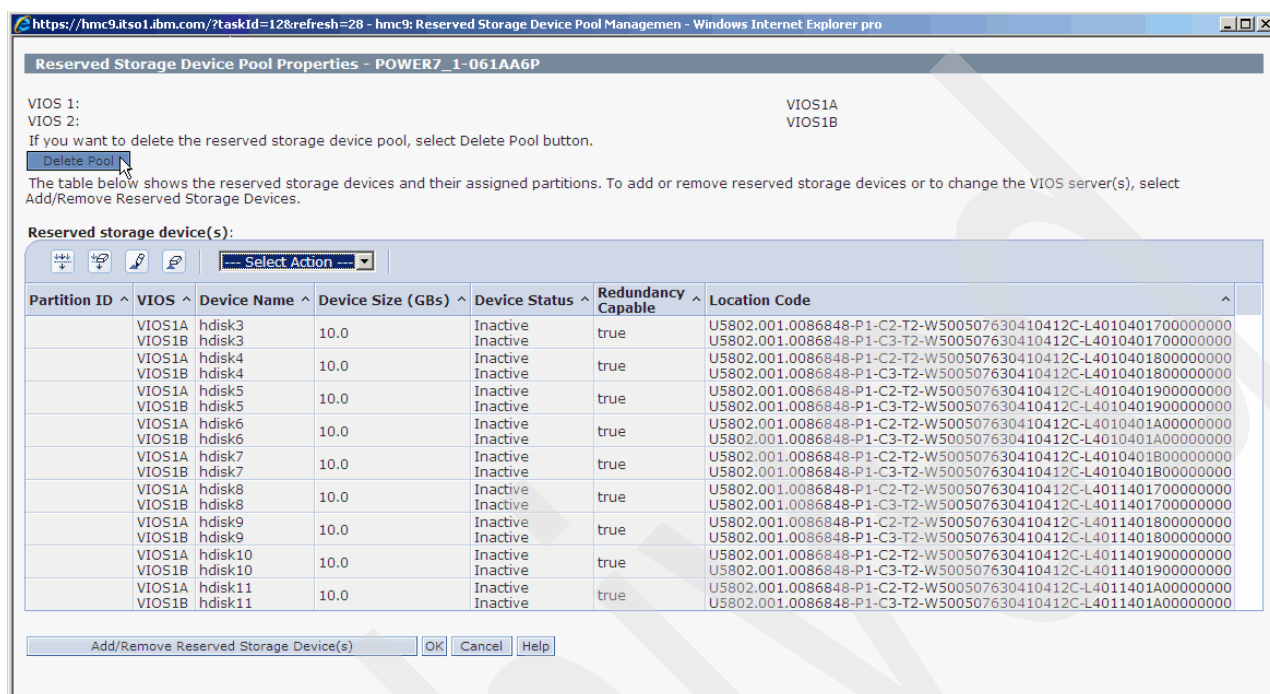 https://hmc9.itso1.ibm.com/?taskId=12&refresh=28 - hmc9: Reserved Storage Device Pool Managemen - Windows Internet Explorer pro
Reserved Storage Device Pool Properties - POWER7_1-061AA6P
VIOS 1: VIOS1A
VIOS 2: VIOS1B
If you want to delete the reserved storage device pool, select Delete Pool button.
Delete Pool
The table below shows the reserved storage devices and their assigned partitions. To add or remove reserved storage devices or to change the VIOS server(s), select
Add/Remove Reserved Storage Devices.
Reserved storage device(s):
--- Select Action ---
Partition ID ^ VIOS ^ Device Name ^ Device Size (GBs) ^ Device Status ^ Redundancy Capable ^ Location Code ^
VIOS1A hdisk3 10.0 Inactive true U5802.001.0086848-P1-C2-T2-W500507630410412C-L4010401700000000
VIOS1B hdisk3 Inactive U5802.001.0086848-P1-C3-T2-W500507630410412C-L4010401700000000
VIOS1A hdisk4 10.0 Inactive true U5802.001.0086848-P1-C2-T2-W500507630410412C-L4010401800000000
VIOS1B hdisk4 Inactive U5802.001.0086848-P1-C3-T2-W500507630410412C-L4010401800000000
VIOS1A hdisk5 10.0 Inactive true U5802.001.0086848-P1-C2-T2-W500507630410412C-L4010401900000000
VIOS1B hdisk5 Inactive U5802.001.0086848-P1-C3-T2-W500507630410412C-L4010401900000000
VIOS1A hdisk6 10.0 Inactive true U5802.001.0086848-P1-C2-T2-W500507630410412C-L4010401A00000000
VIOS1B hdisk6 Inactive U5802.001.0086848-P1-C3-T2-W500507630410412C-L4010401A00000000
VIOS1A hdisk7 10.0 Inactive true U5802.001.0086848-P1-C2-T2-W500507630410412C-L4010401B00000000
VIOS1B hdisk7 Inactive U5802.001.0086848-P1-C3-T2-W500507630410412C-L4010401B00000000
VIOS1A hdisk8 10.0 Inactive true U5802.001.0086848-P1-C2-T2-W500507630410412C-L4011401700000000
VIOS1B hdisk8 Inactive U5802.001.0086848-P1-C3-T2-W500507630410412C-L4011401700000000
VIOS1A hdisk9 10.0 Inactive true U5802.001.0086848-P1-C2-T2-W500507630410412C-L4011401800000000
VIOS1B hdisk9 Inactive U5802.001.0086848-P1-C3-T2-W500507630410412C-L4011401800000000
VIOS1A hdisk10 10.0 Inactive true U5802.001.0086848-P1-C2-T2-W500507630410412C-L4011401900000000
VIOS1B hdisk10 Inactive U5802.001.0086848-P1-C3-T2-W500507630410412C-L4011401900000000
VIOS1A hdisk11 10.0 Inactive true U5802.001.0086848-P1-C2-T2-W500507630410412C-L4011401A00000000
VIOS1B hdisk11 Inactive U5802.001.0086848-P1-C3-T2-W500507630410412C-L4011401A00000000
Add/Remove Reserved Storage Device(s) OK Cancel Help